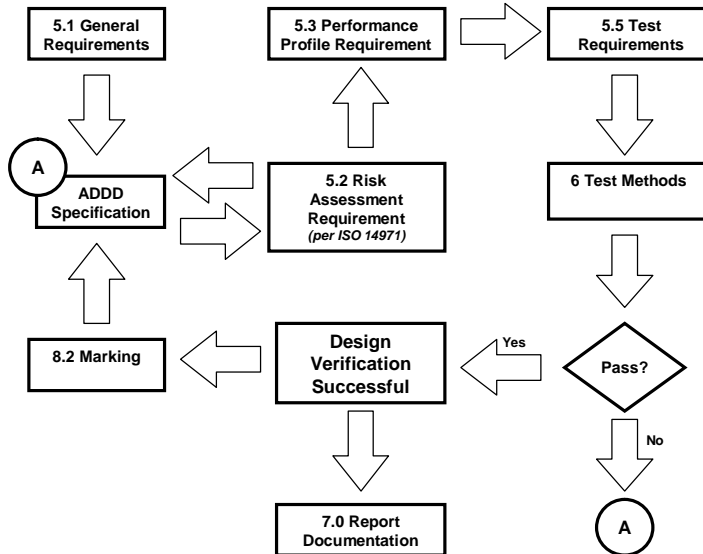 5.1 General
Requirements
5.3 Performance
Profile Requirement
5.5 Test
Requirements
A
ADDD
Specification
5.2 Risk
Assessment
Requirement
(per ISO 14971)
6 Test Methods
8.2 Marking
Design
Verification
Successful
Yes
Pass?
No
7.0 Report
Documentation
A